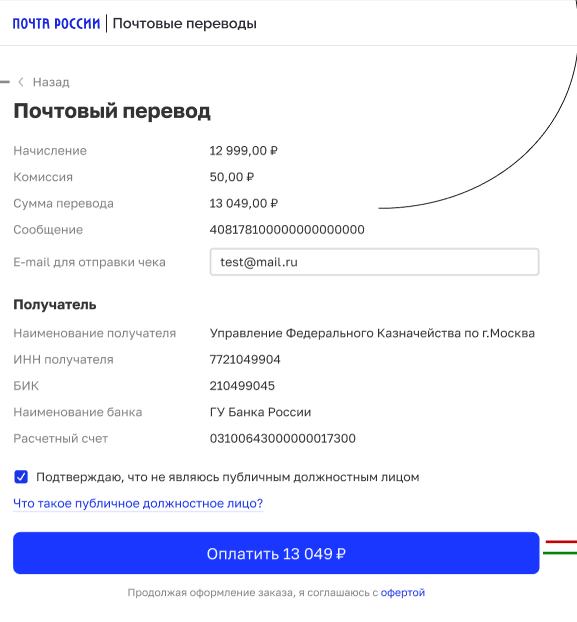 ПОЧТА РОССИИ | Почтовые переводы
Назад
Почтовый перевод
Начисление 12 999,00 ₽
Комиссия 50,00 ₽
Сумма перевода 13 049,00 ₽
Сообщение 408178100000000000000
E-mail для отправки чека test@mail.ru
Получатель
Наименование получателя Управление Федерального Казначейства по г.Москва
ИНН получателя 7721049904
БИК 210499045
Наименование банка ГУ Банка России
Расчетный счет 03100643000000017300
Подтверждаю, что не являюсь публичным должностным лицом
Что такое публичное должностное лицо?
Оплатить 13 049 ₽
Продолжая оформление заказа, я соглашаюсь с офертой